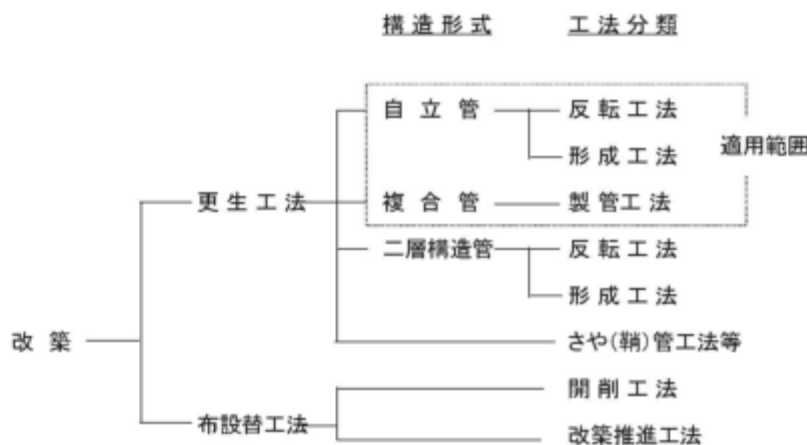 構造形式 工法分類
自立管 反転工法
適用範囲
形成工法
更生工法 複合管 製管工法
二層構造管 反転工法
形成工法
改築 さや(鞘)管工法等
開削工法
布設替工法
改築推進工法